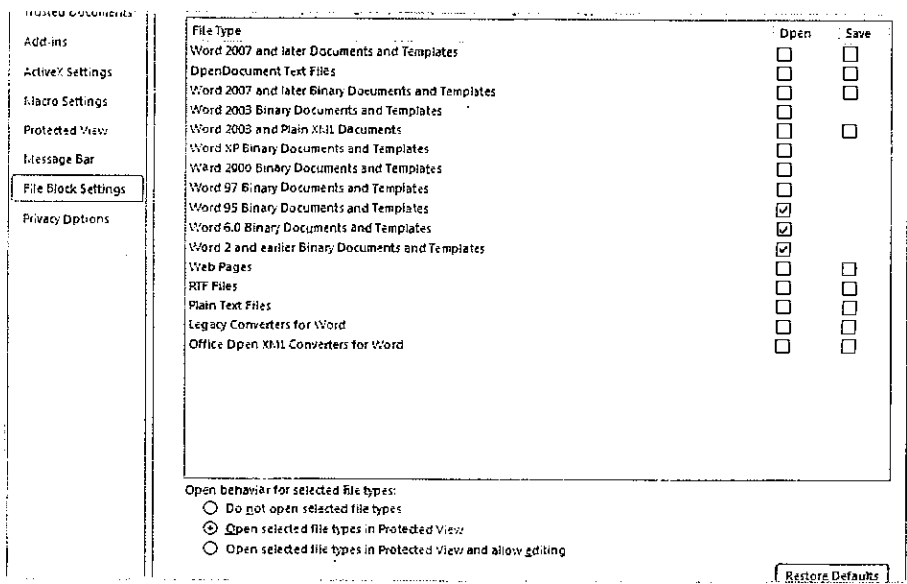 Trusted Documents
Add-ins
ActiveX Settings
Macro Settings
Protected View
Message Bar
File Block Settings
Privacy Options
File Type Open Save
Word 2007 and later Documents and Templates
OpenDocument Text Files
Word 2007 and later Binary Documents and Templates
Word 2003 Binary Documents and Templates
Word 2003 and Plain XML Documents
Word XP Binary Documents and Templates
Word 2000 Binary Documents and Templates
Word 97 Binary Documents and Templates
Word 95 Binary Documents and Templates
Word 6.0 Binary Documents and Templates
Word 2 and earlier Binary Documents and Templates
Web Pages
RTF Files
Plain Text Files
Legacy Converters for Word
Office Open XML Converters for Word
Open behavior for selected file types:
Do not open selected file types
Open selected file types in Protected View
Open selected file types in Protected View and allow editing
Restore Defaults